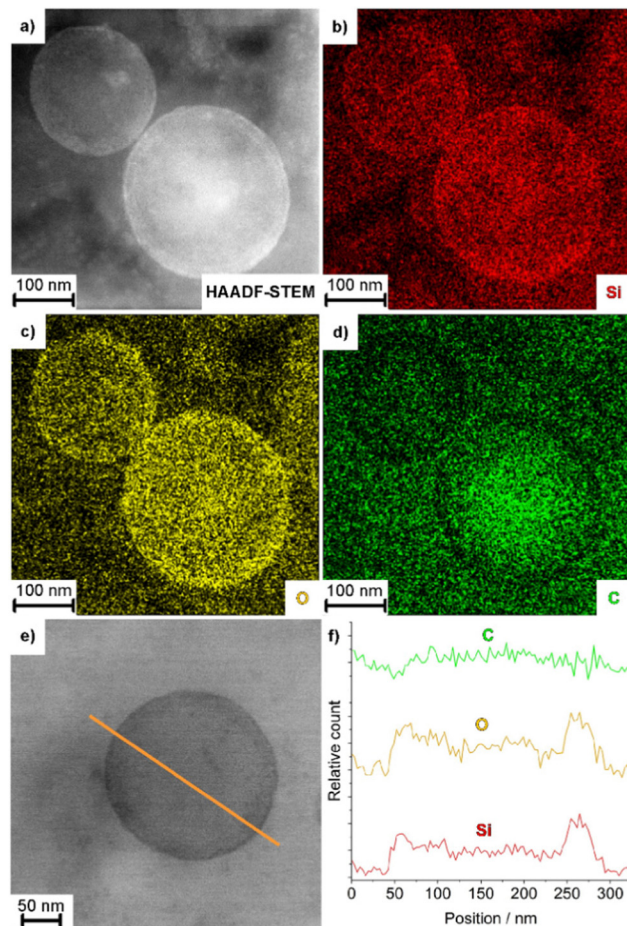 a)
100 nm
HAADF-STEM
b)
100 nm
Si
c)
100 nm
O
d)
100 nm
C
e)
50 nm
f)
C
O
Si
Relative count
0 50 100 150 200 250 300
Position / nm